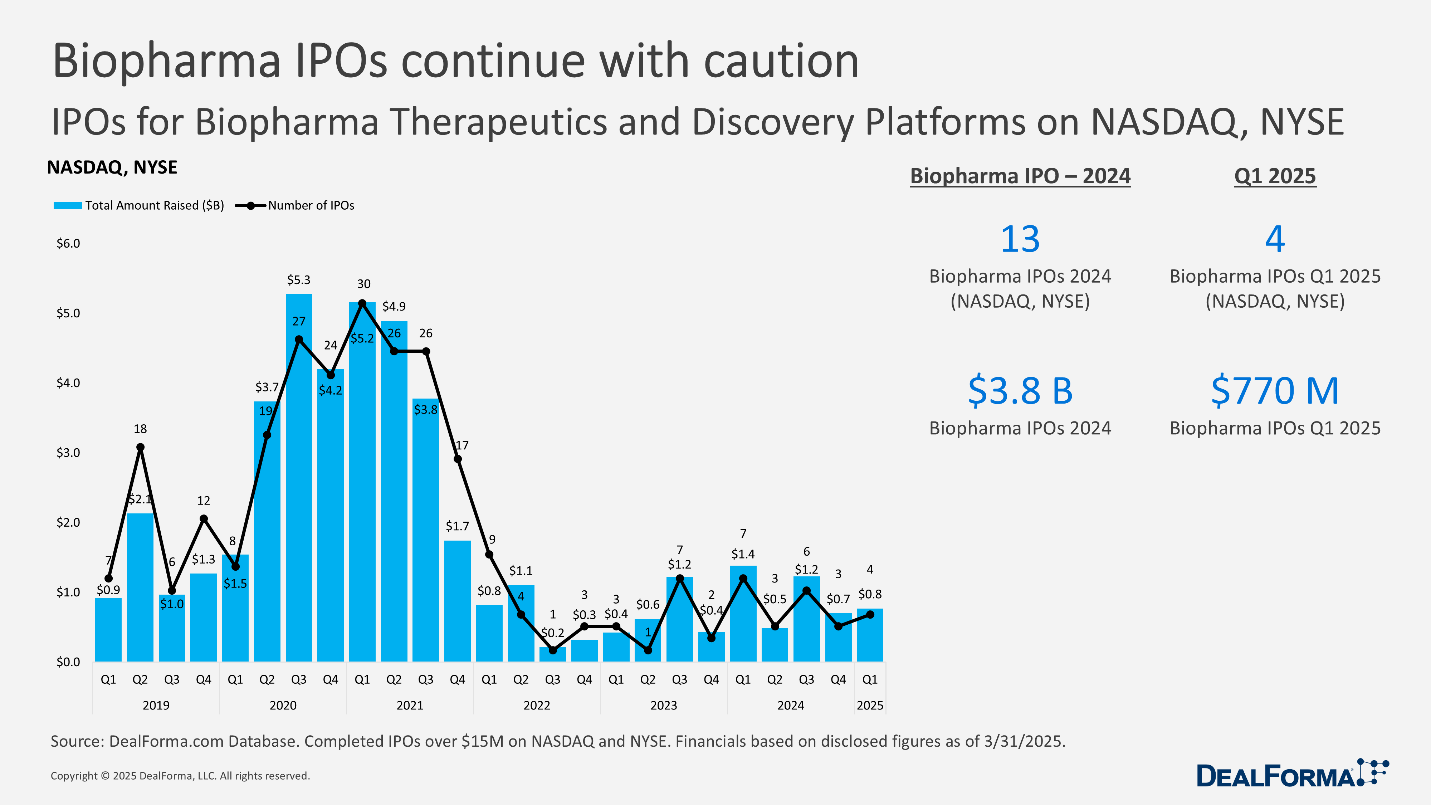 Biopharma IPOs continue with caution
IPOs for Biopharma Therapeutics and Discovery Platforms on NASDAQ, NYSE
NASDAQ, NYSE
Total Amount Raised ($B) Number of IPOs
$6.0
$5.0
$4.0
$3.0
$2.0
$1.0
$0.0
$0.9 $2.1 $1.0 $1.3 $1.5 $3.7 $5.3 $4.2 $5.2 $4.9 $3.8 $1.7 $0.8 $1.1 $0.2 $0.3 $0.4 $0.6 $1.2 $0.4 $1.4 $0.5 $1.2 $0.7 $0.8
7 18 6 12 8 19 27 24 30 26 26 17 9 4 1 3 3 1 7 2 7 3 6 3 4
Q1 Q2 Q3 Q4 Q1 Q2 Q3 Q4 Q1 Q2 Q3 Q4 Q1 Q2 Q3 Q4 Q1 Q2 Q3 Q4 Q1 Q2 Q3 Q4 Q1
2019 2020 2021 2022 2023 2024 2025
Biopharma IPO – 2024
13
Biopharma IPOs 2024
(NASDAQ, NYSE)
$3.8 B
Biopharma IPOs 2024
Q1 2025
4
Biopharma IPOs Q1 2025
(NASDAQ, NYSE)
$770 M
Biopharma IPOs Q1 2025
Source: DealForma.com Database. Completed IPOs over $15M on NASDAQ and NYSE. Financials based on disclosed figures as of 3/31/2025.
Copyright © 2025 DealForma, LLC. All rights reserved.
DEALFORMA